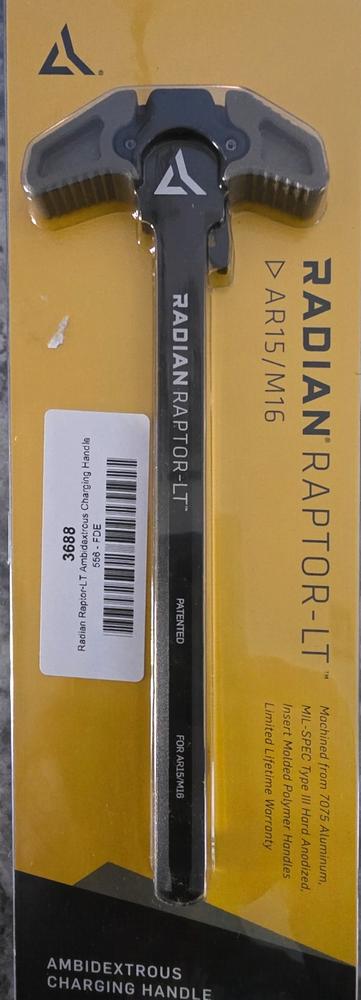 RADIAN® RAPTOR-LT™
▷ AR15/M16
RADIAN RAPTOR-LT™
PATENTED
FOR AR15/M16
3688
Radian Raptor-LT Ambidextrous Charging Handle
556 - FDE
Machined from 7075 Aluminum,
MIL-SPEC Type III Hard Anodized,
Insert Molded Polymer Handles
Limited Lifetime Warranty
AMBIDEXTROUS
CHARGING HANDLE